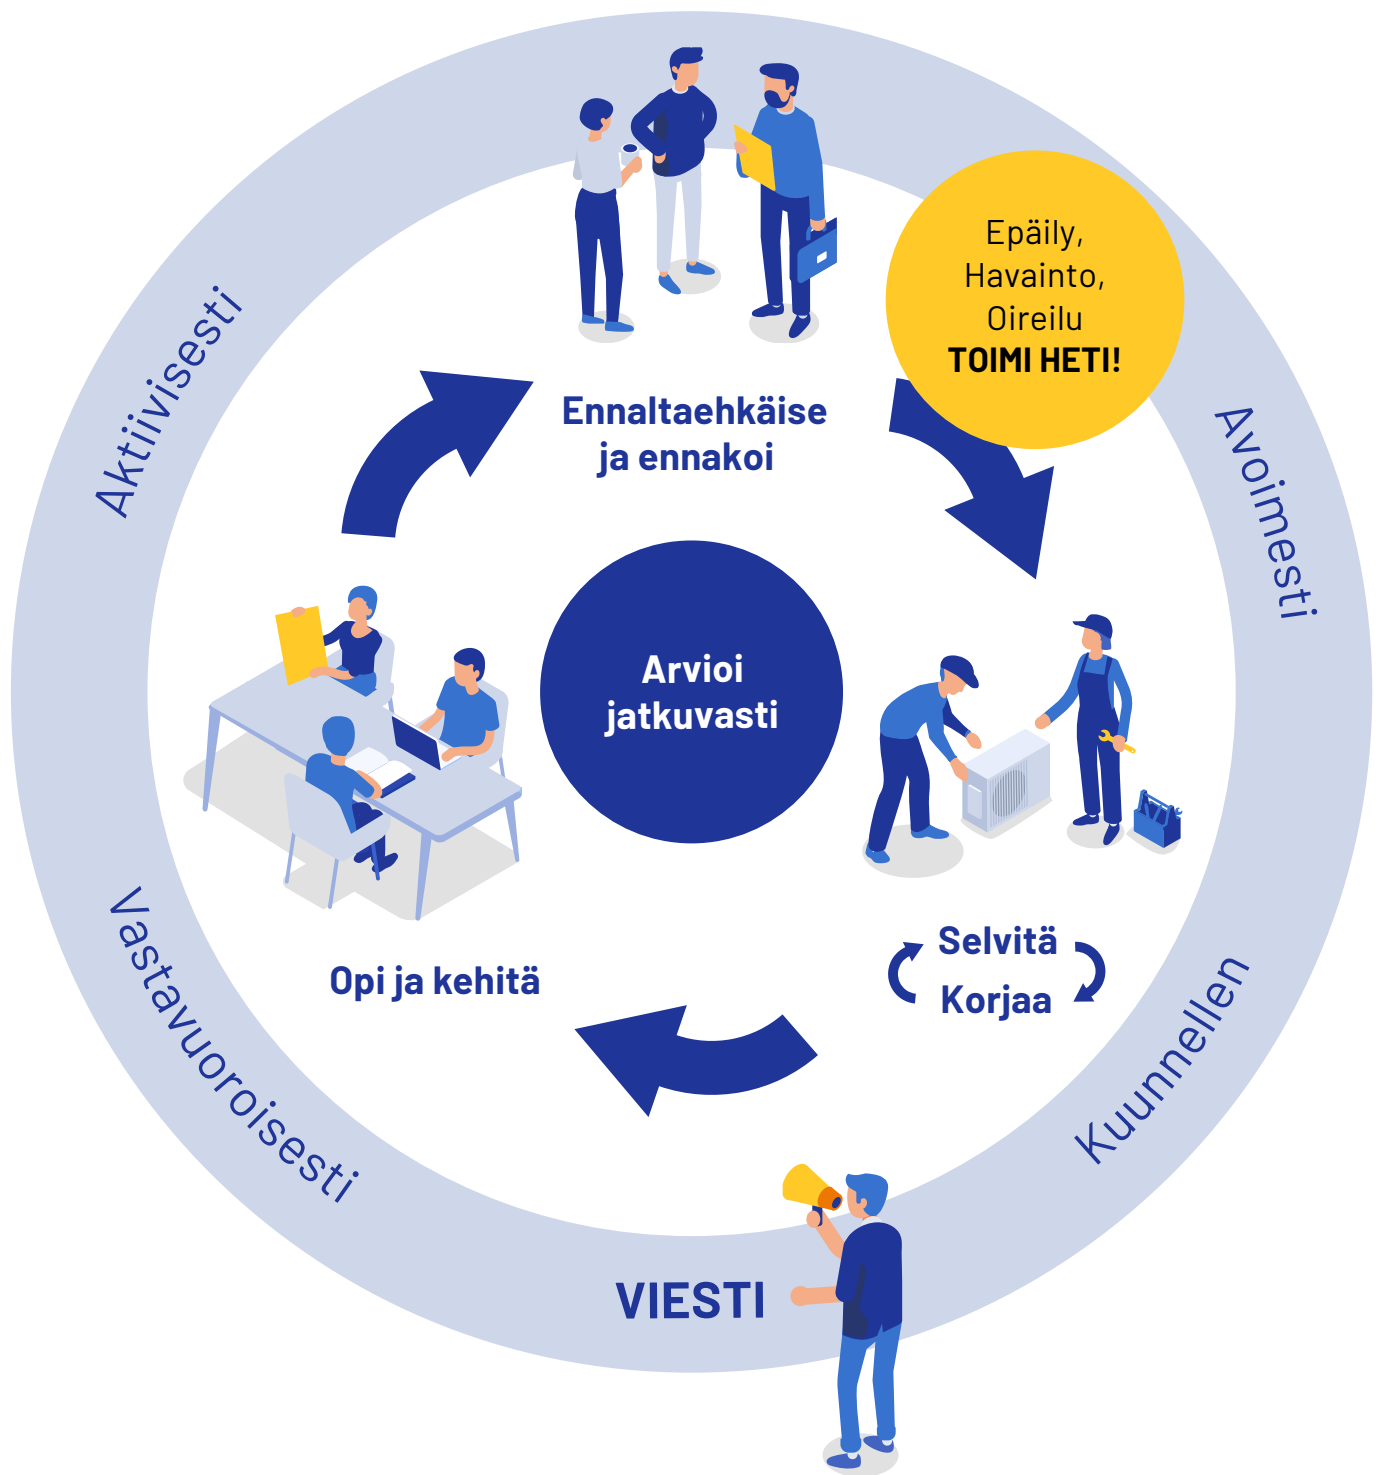 Epäily,
Havainto,
Oireilu
TOIMI HETI!
Aktiivisesti
Avoimesti
Ennaltaehkäise
ja ennakoi
Arvioi
jatkuvasti
Selvitä
Korjaa
Opi ja kehitä
Vastavuoroisesti
Kuunnellen
VIESTI